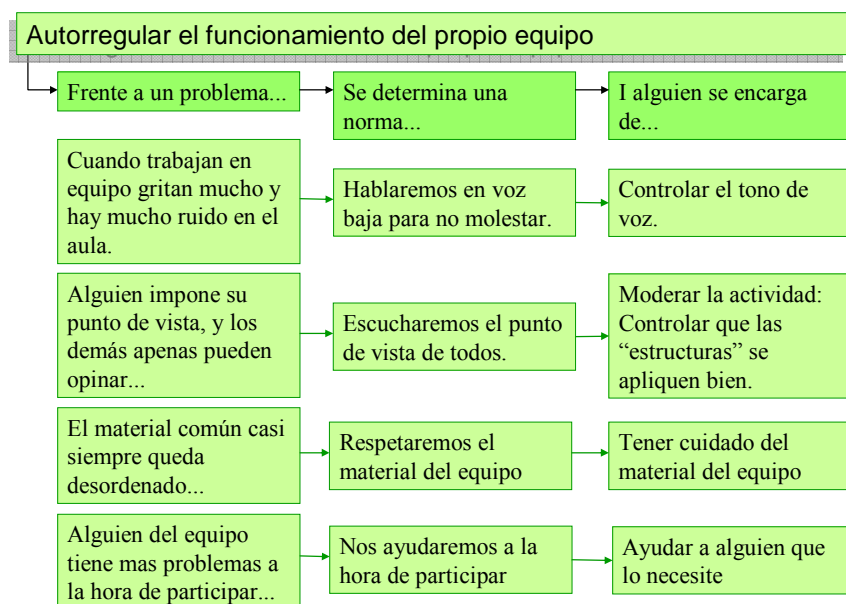 Autorregular el funcionamiento del propio equipo
Frente a un problema...
Se determina una
norma...
I alguien se encarga
de...
Cuando trabajan en
equipo gritan mucho y
hay mucho ruido en el
aula.
Hablaremos en voz
baja para no molestar.
Controlar el tono de
voz.
Alguien impone su
punto de vista, y los
demás apenas pueden
opinar...
Escucharemos el punto
de vista de todos.
Moderar la actividad:
Controlar que las
“estructuras” se
apliquen bien.
El material común casi
siempre queda
desordenado...
Respetaremos el
material del equipo
Tener cuidado del
material del equipo
Alguien del equipo
tiene mas problemas a
la hora de participar...
Nos ayudaremos a la
hora de participar
Ayudar a alguien que
lo necesite